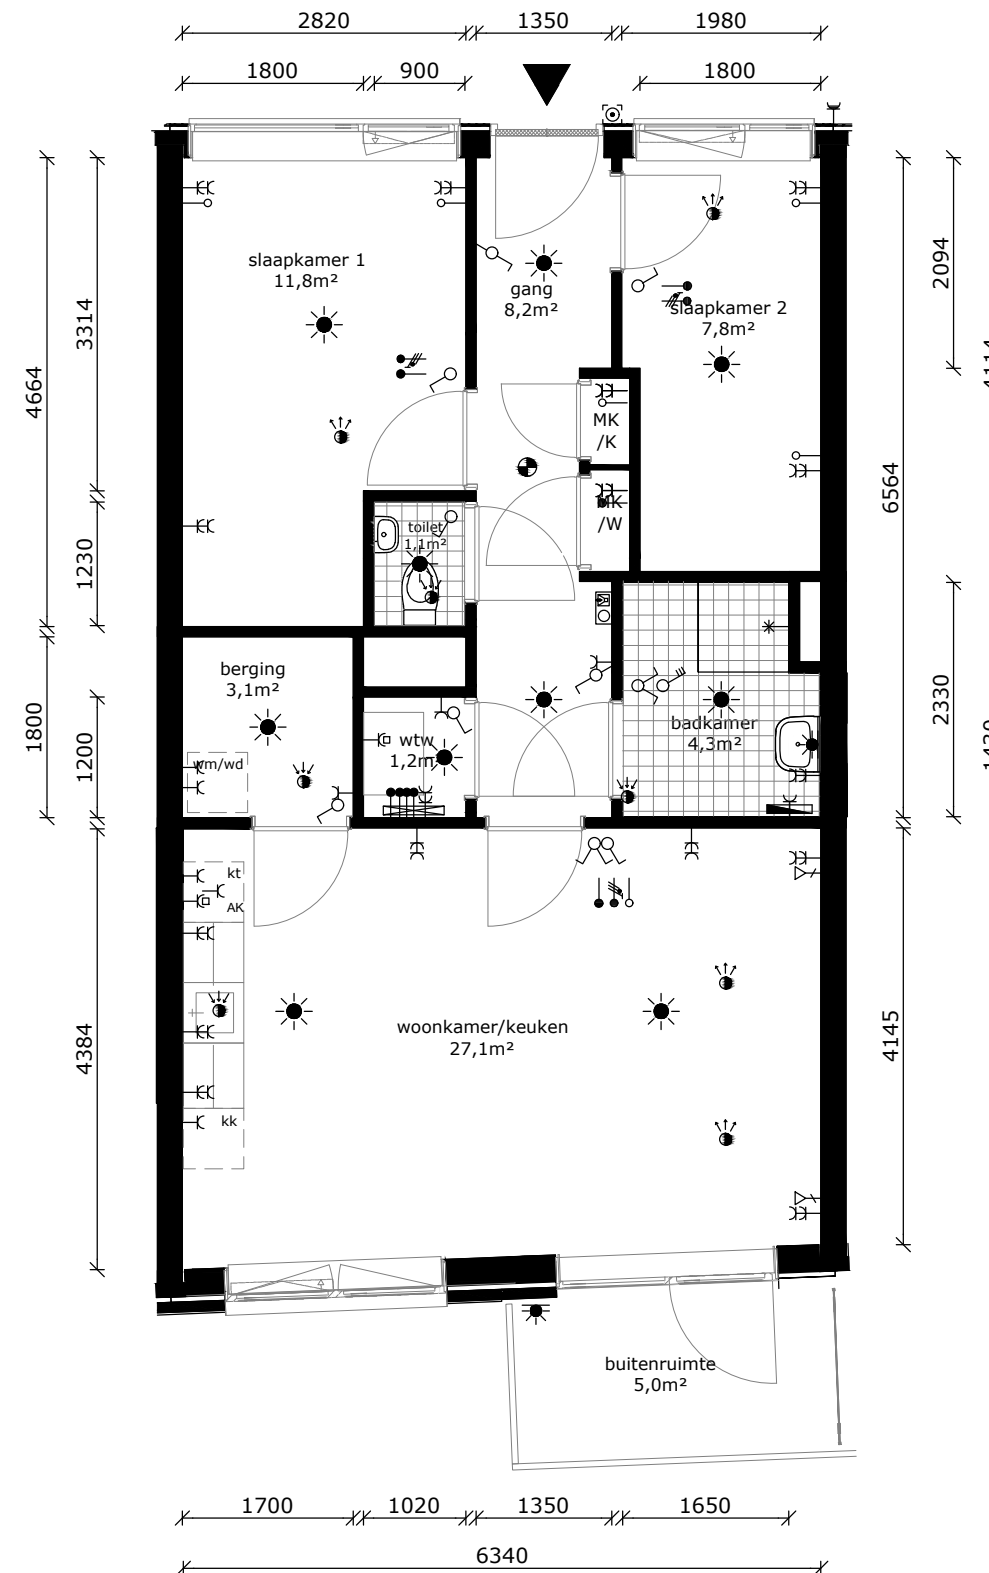 2820 1350 1980
1800 900 1800
slaapkamer 1
11,8m²
gang
8,2m²
slaapkamer 2
7,8m²
2094
3314
4664
MK
/K
6564
MK
/W
toilet
1,1m²
1230
berging
3,1m²
badkamer
4,3m²
wtw
1,2m
2330
1800
1200
wm/wd
kt
AK
woonkamer/keuken
27,1m²
4384
4145
kk
buitenruimte
5,0m²
1700 1020 1350 1650
6340